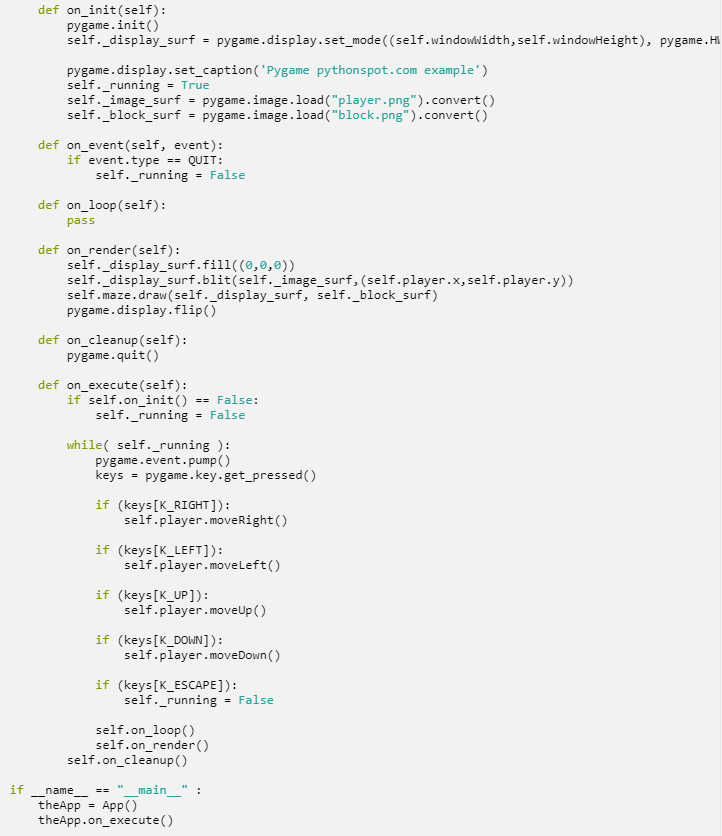 def on_init(self):
pygame.init()
self._display_surf = pygame.display.set_mode((self.windowWidth,self.windowHeight),
pygame.display.set_caption('Pygame pythonspot.com example')
self._running = True
self._image_surf = pygame.image.load("player.png").convert()
self._block_surf = pygame.image.load("block.png").convert()
def on_event(self, event):
if event.type == QUIT:
self._running = False
def on_loop(self):
pass
def on_render(self):
self._display_surf.fill((0,0,0))
self._display_surf.blit(self._image_surf,(self.player.x,self.player.y))
self.maze.draw(self._display_surf, self._block_surf)
pygame.display.flip()
def on_cleanup(self):
pygame.quit()
def on_execute(self):
if self.on_init() == False:
self._running = False
while( self._running ):
pygame.event.pump()
keys = pygame.key.get_pressed()
if (keys[K_RIGHT]):
self.player.moveRight()
if (keys[K_LEFT]):
self.player.moveLeft()
if (keys[K_UP]):
self.player.moveUp()
if (keys[K_DOWN]):
self.player.moveDown()
if (keys[K_ESCAPE]):
self._running = False
self.on_loop()
self.on_render()
self.on_cleanup()
if __name__ == "__main__" :
theApp = App()
theApp.on_execute()